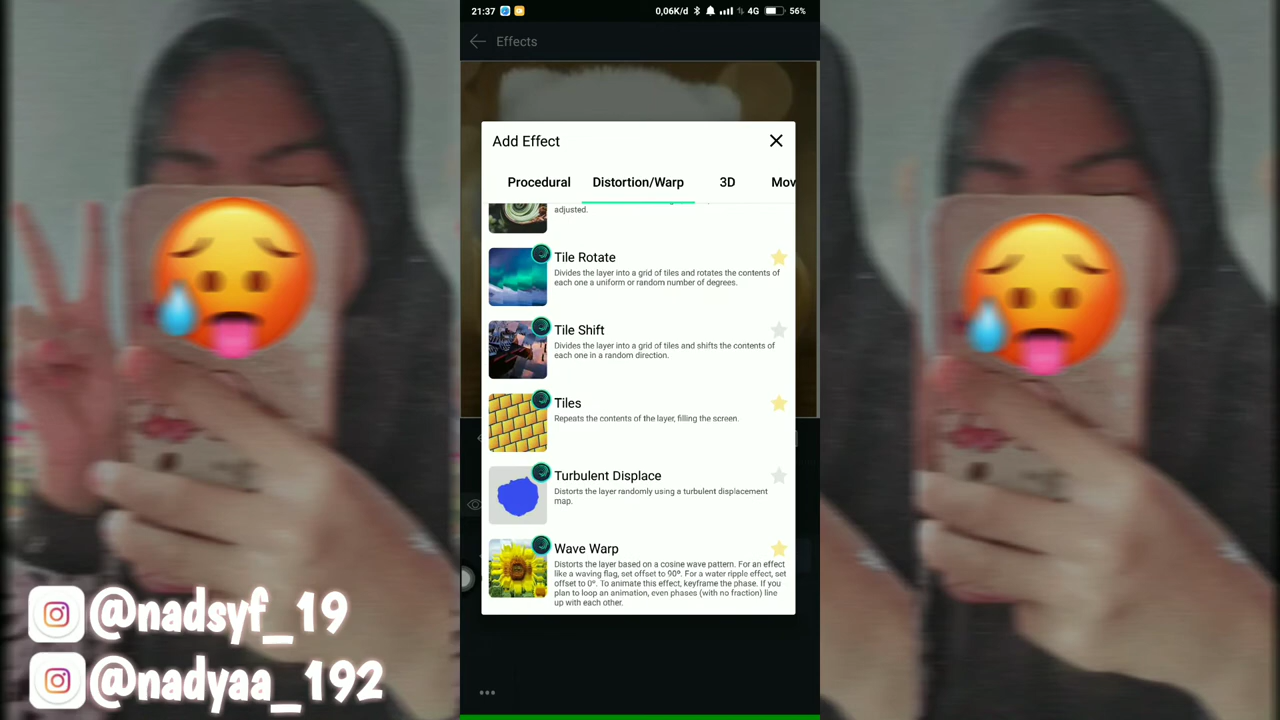 21:37
0,06K/d
4G
56%
Effects
Add Effect
Procedural
Distortion/Warp
3D
Mov
adjusted.
Tile Rotate
Divides the layer into a grid of tiles and rotates the contents of
each one a uniform or random number of degrees.
Tile Shift
Divides the layer into a grid of tiles and shifts the contents of
each one in a random direction.
Tiles
Repeats the contents of the layer, filling the screen.
Turbulent Displace
Distorts the layer randomly using a turbulent displacement
map.
Wave Warp
Distorts the layer based on a cosine wave pattern. For an effect
like a waving flag, set offset to 90º. For a water ripple effect, set
offset to 0º. To animate this effect, keyframe the phase. If you
plan to loop an animation, even phases (with no fraction) line
up with each other.
@nadsyf_19
@nadyaa_192